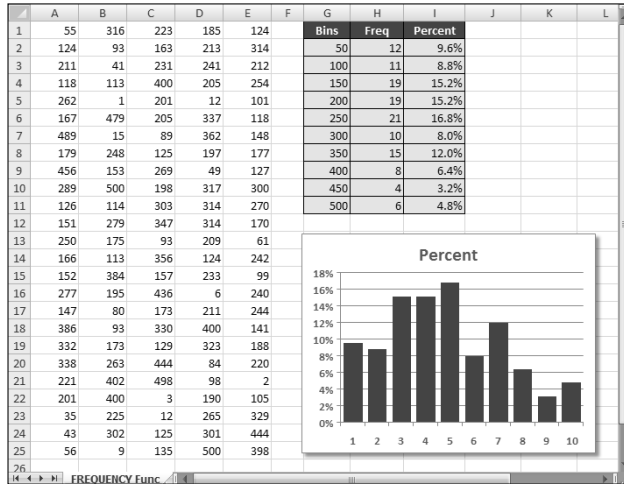 A B C D E F G H I J K L
1 55 316 223 185 124 Bins Freq Percent
2 124 93 163 213 314 50 12 9.6%
3 211 41 231 241 212 100 11 8.8%
4 118 113 400 205 254 150 19 15.2%
5 262 1 201 12 101 200 19 15.2%
6 167 479 205 337 118 250 21 16.8%
7 489 15 89 362 148 300 10 8.0%
8 179 248 125 197 177 350 15 12.0%
9 456 153 269 49 127 400 8 6.4%
10 289 500 198 317 300 450 4 3.2%
11 126 114 303 314 270 500 6 4.8%
12 151 279 347 314 170
13 250 175 93 209 61
14 166 113 356 124 242
15 152 384 157 233 99
16 277 195 436 6 240
17 147 80 173 211 244
18 386 93 330 400 141
19 332 173 129 323 188
20 338 263 444 84 220
21 221 402 498 98 2
22 201 400 3 190 105
23 35 225 12 265 329
24 43 302 125 301 444
25 56 9 135 500 398
26
Percent
18%
16%
14%
12%
10%
8%
6%
4%
2%
0%
1 2 3 4 5 6 7 8 9 10
FREQUENCY Func